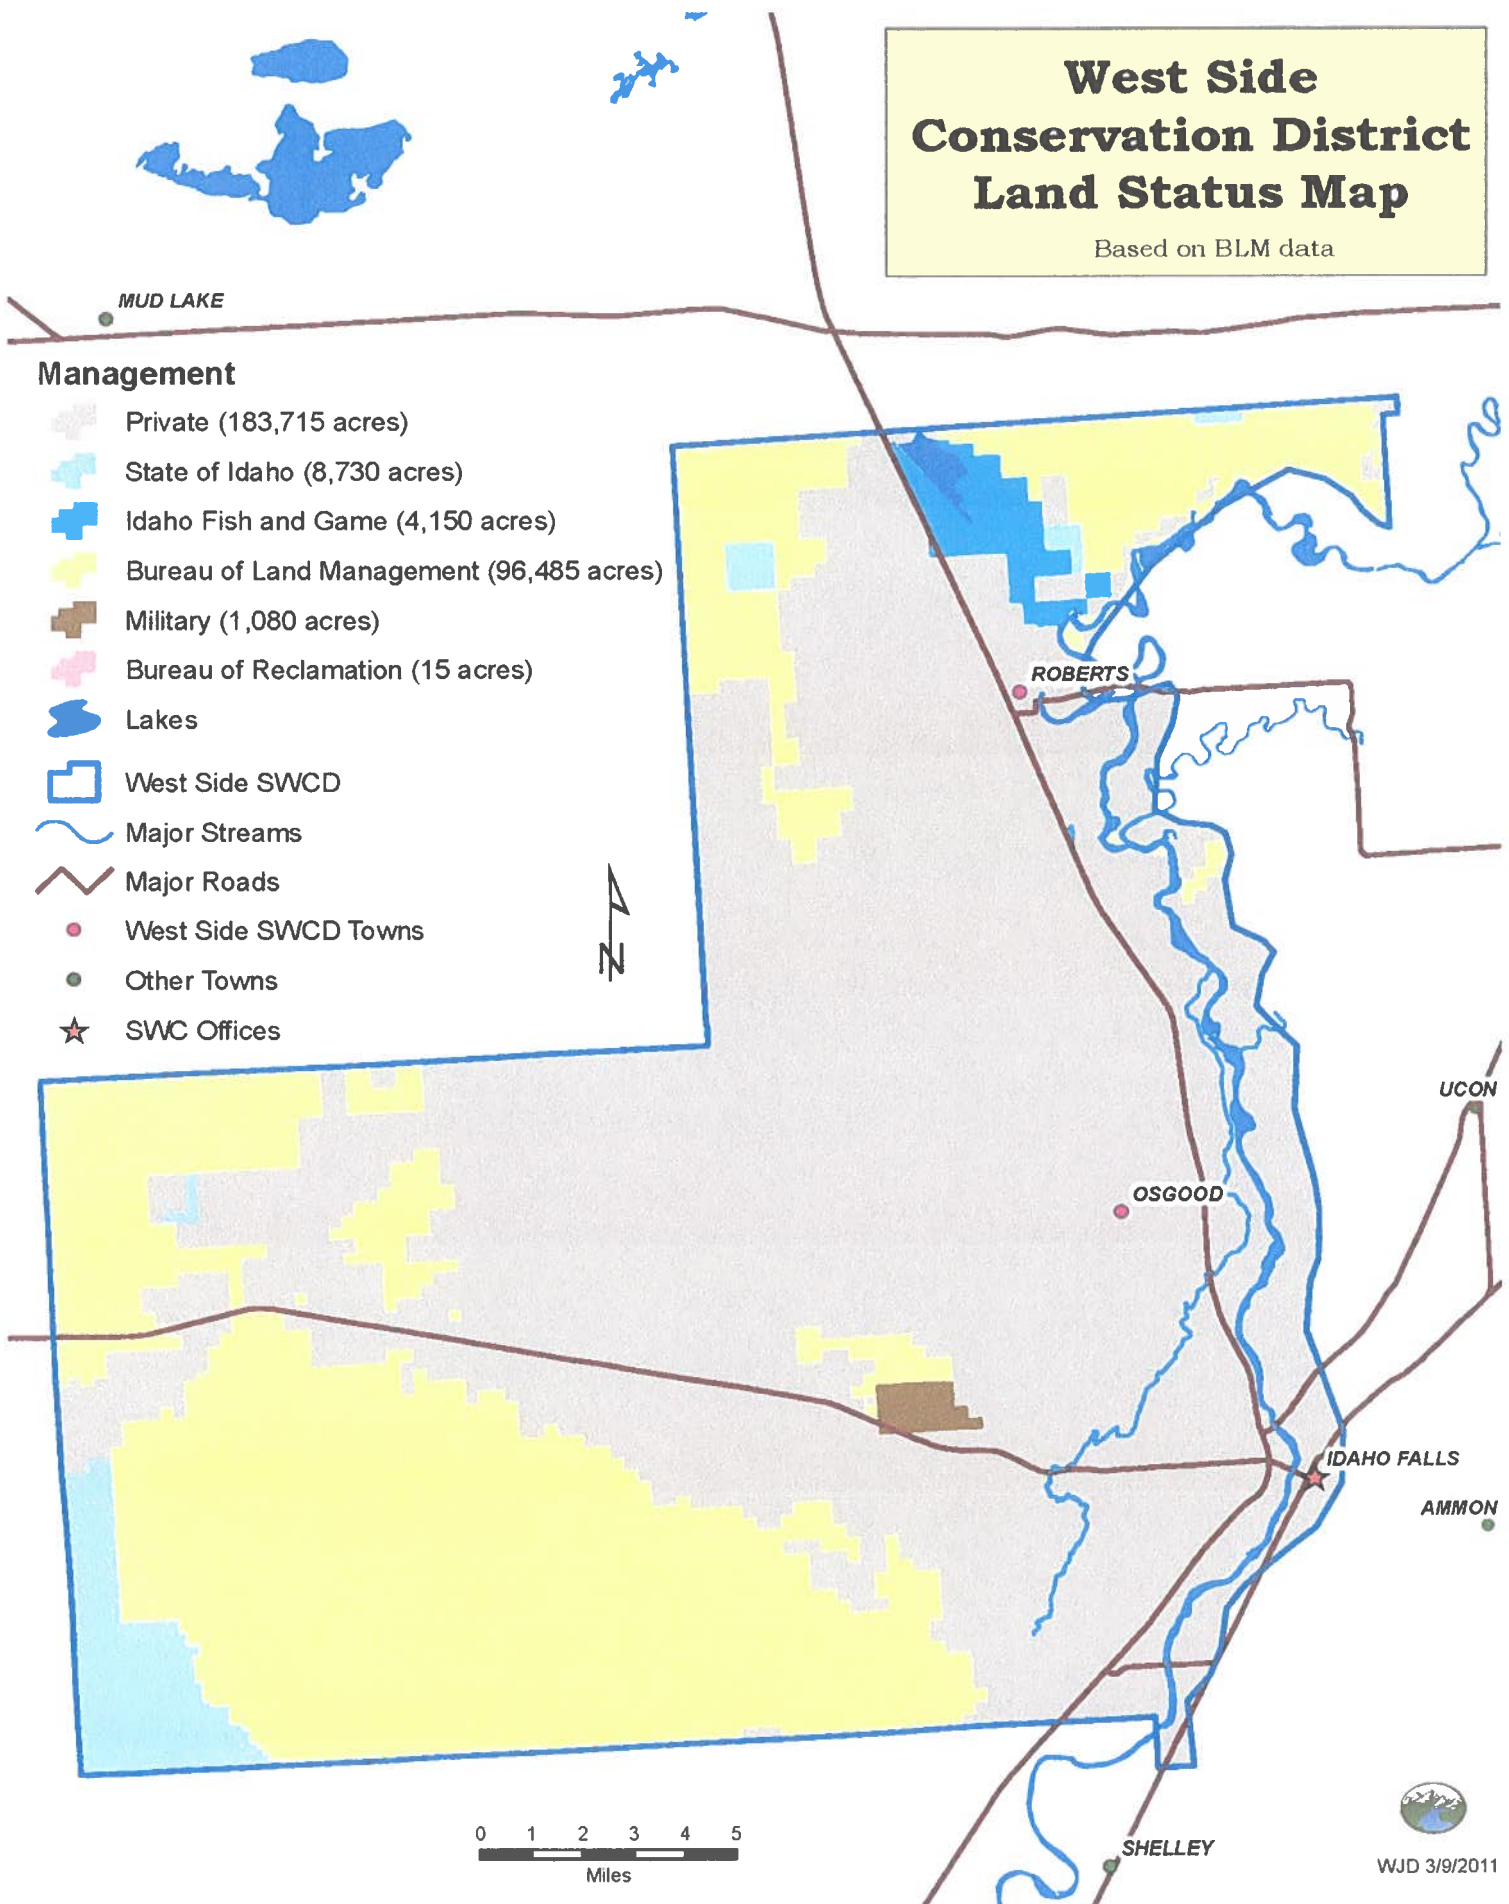 West Side
Conservation District
Land Status Map
Based on BLM data
MUD LAKE
Management
Private (183,715 acres)
State of Idaho (8,730 acres)
Idaho Fish and Game (4,150 acres)
Bureau of Land Management (96,485 acres)
Military (1,080 acres)
Bureau of Reclamation (15 acres)
Lakes
West Side SWCD
Major Streams
Major Roads
West Side SWCD Towns
Other Towns
SWC Offices
N
ROBERTS
UCON
OSGOOD
IDAHO FALLS
AMMON
SHELLEY
0 1 2 3 4 5
Miles
WJD 3/9/2011